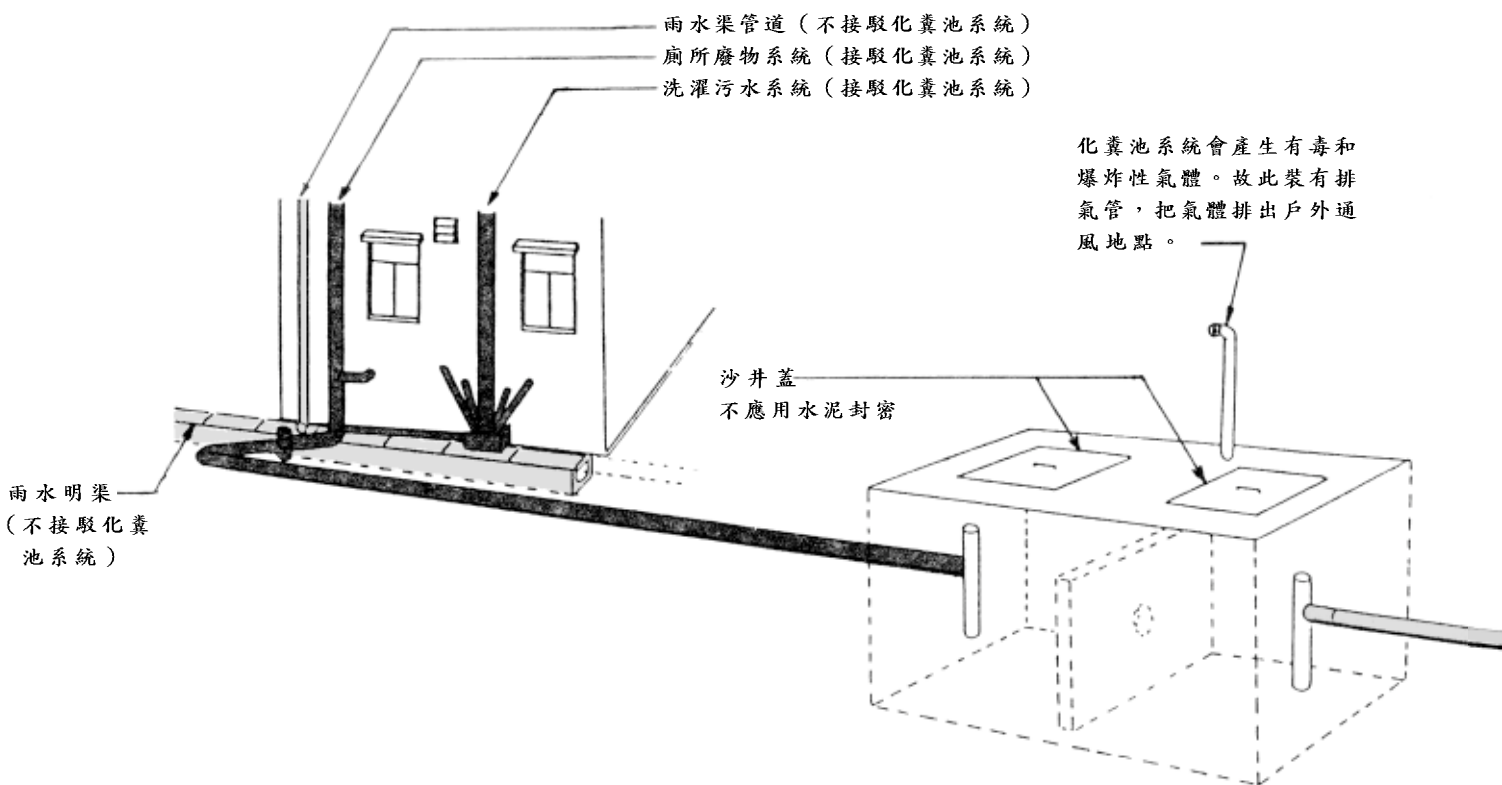 雨水渠管道（不接駁化糞池系統）
廁所廢物系統（接駁化糞池系統）
洗濯污水系統（接駁化糞池系統）
化糞池系統會產生有毒和
爆炸性氣體。故此裝有排
氣管，把氣體排出戶外通
風地點。
沙井蓋
不應用水泥封密
雨水明渠
（不接駁化糞
池系統）